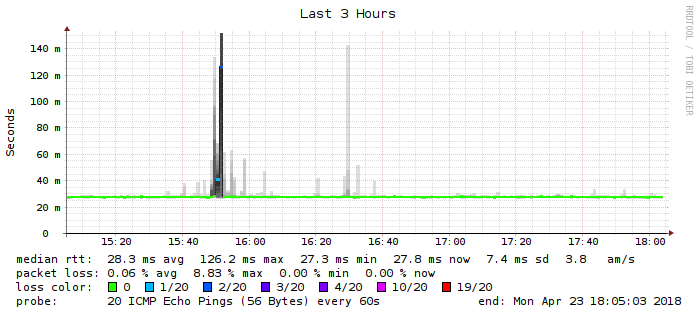 Last 3 Hours
RRDTOOL / TOBI OETIKER
Seconds
140 m
120 m
100 m
80 m
60 m
40 m
20 m
0
15:20 15:40 16:00 16:20 16:40 17:00 17:20 17:40 18:00
median rtt: 28.3 ms avg 126.2 ms max 27.3 ms min 27.8 ms now 7.4 ms sd 3.8 am/s
packet loss: 0.06 % avg 8.83 % max 0.00 % min 0.00 % now
loss color: 0 1/20 2/20 3/20 4/20 10/20 19/20
probe: 20 ICMP Echo Pings (56 Bytes) every 60s end: Mon Apr 23 18:05:03 2018